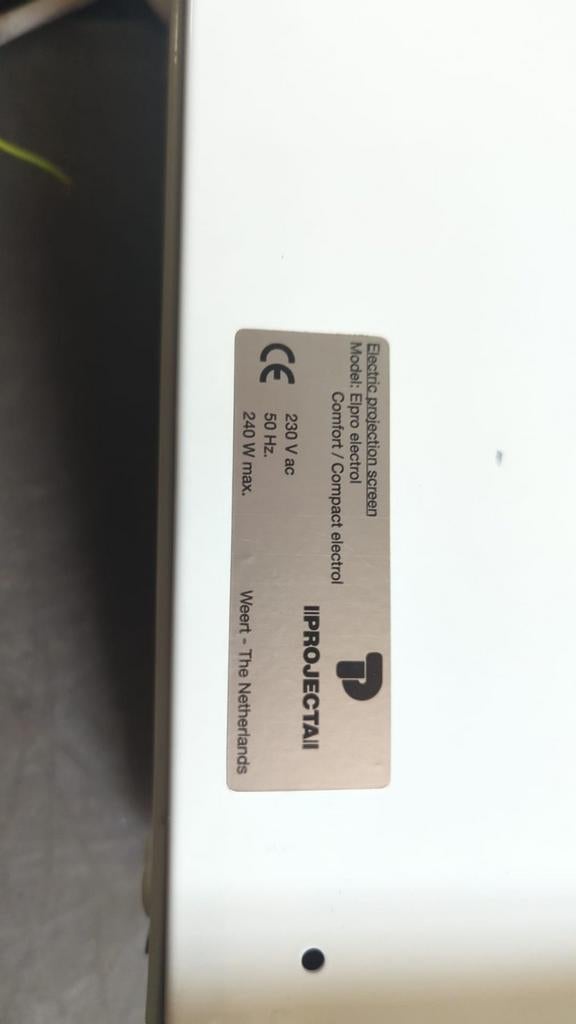 Electric projection screen
Model: Elpro electrol
Comfort / Compact electrol
CE
230 V ac
50 Hz.
240 W max.
P
PROJECTA
Weert - The Netherlands